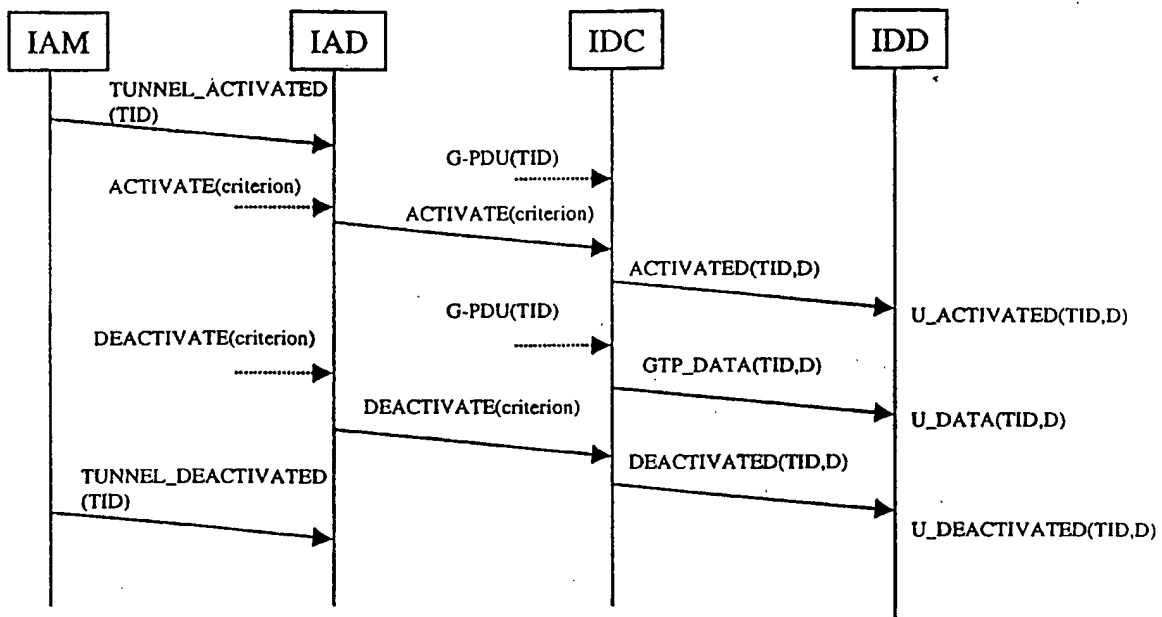 IAM
IAD
IDC
IDD
TUNNEL_ACTIVATED
(TID)
G-PDU(TID)
ACTIVATE(criterion)
ACTIVATE(criterion)
ACTIVATED(TID,D)
U_ACTIVATED(TID,D)
G-PDU(TID)
DEACTIVATE(criterion)
GTP_DATA(TID,D)
DEACTIVATE(criterion)
U_DATA(TID,D)
DEACTIVATED(TID,D)
TUNNEL_DEACTIVATED
(TID)
U_DEACTIVATED(TID,D)